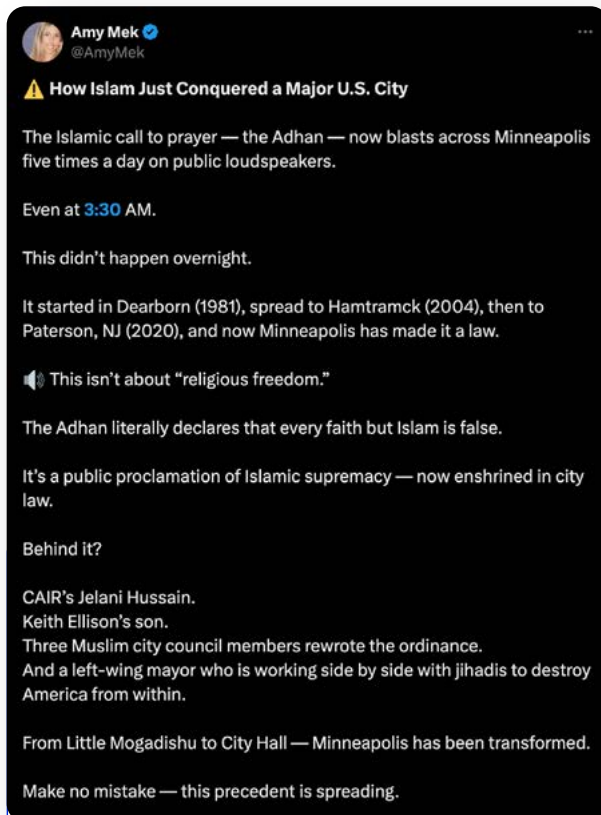 Amy Mek
@AmyMek
⚠️ How Islam Just Conquered a Major U.S. City
The Islamic call to prayer — the Adhan — now blasts across Minneapolis
five times a day on public loudspeakers.
Even at 3:30 AM.
This didn’t happen overnight.
It started in Dearborn (1981), spread to Hamtramck (2004), then to
Paterson, NJ (2020), and now Minneapolis has made it a law.
🔊 This isn’t about “religious freedom.”
The Adhan literally declares that every faith but Islam is false.
It’s a public proclamation of Islamic supremacy — now enshrined in city
law.
Behind it?
CAIR’s Jelani Hussain.
Keith Ellison’s son.
Three Muslim city council members rewrote the ordinance.
And a left-wing mayor who is working side by side with jihadis to destroy
America from within.
From Little Mogadishu to City Hall — Minneapolis has been transformed.
Make no mistake — this precedent is spreading.